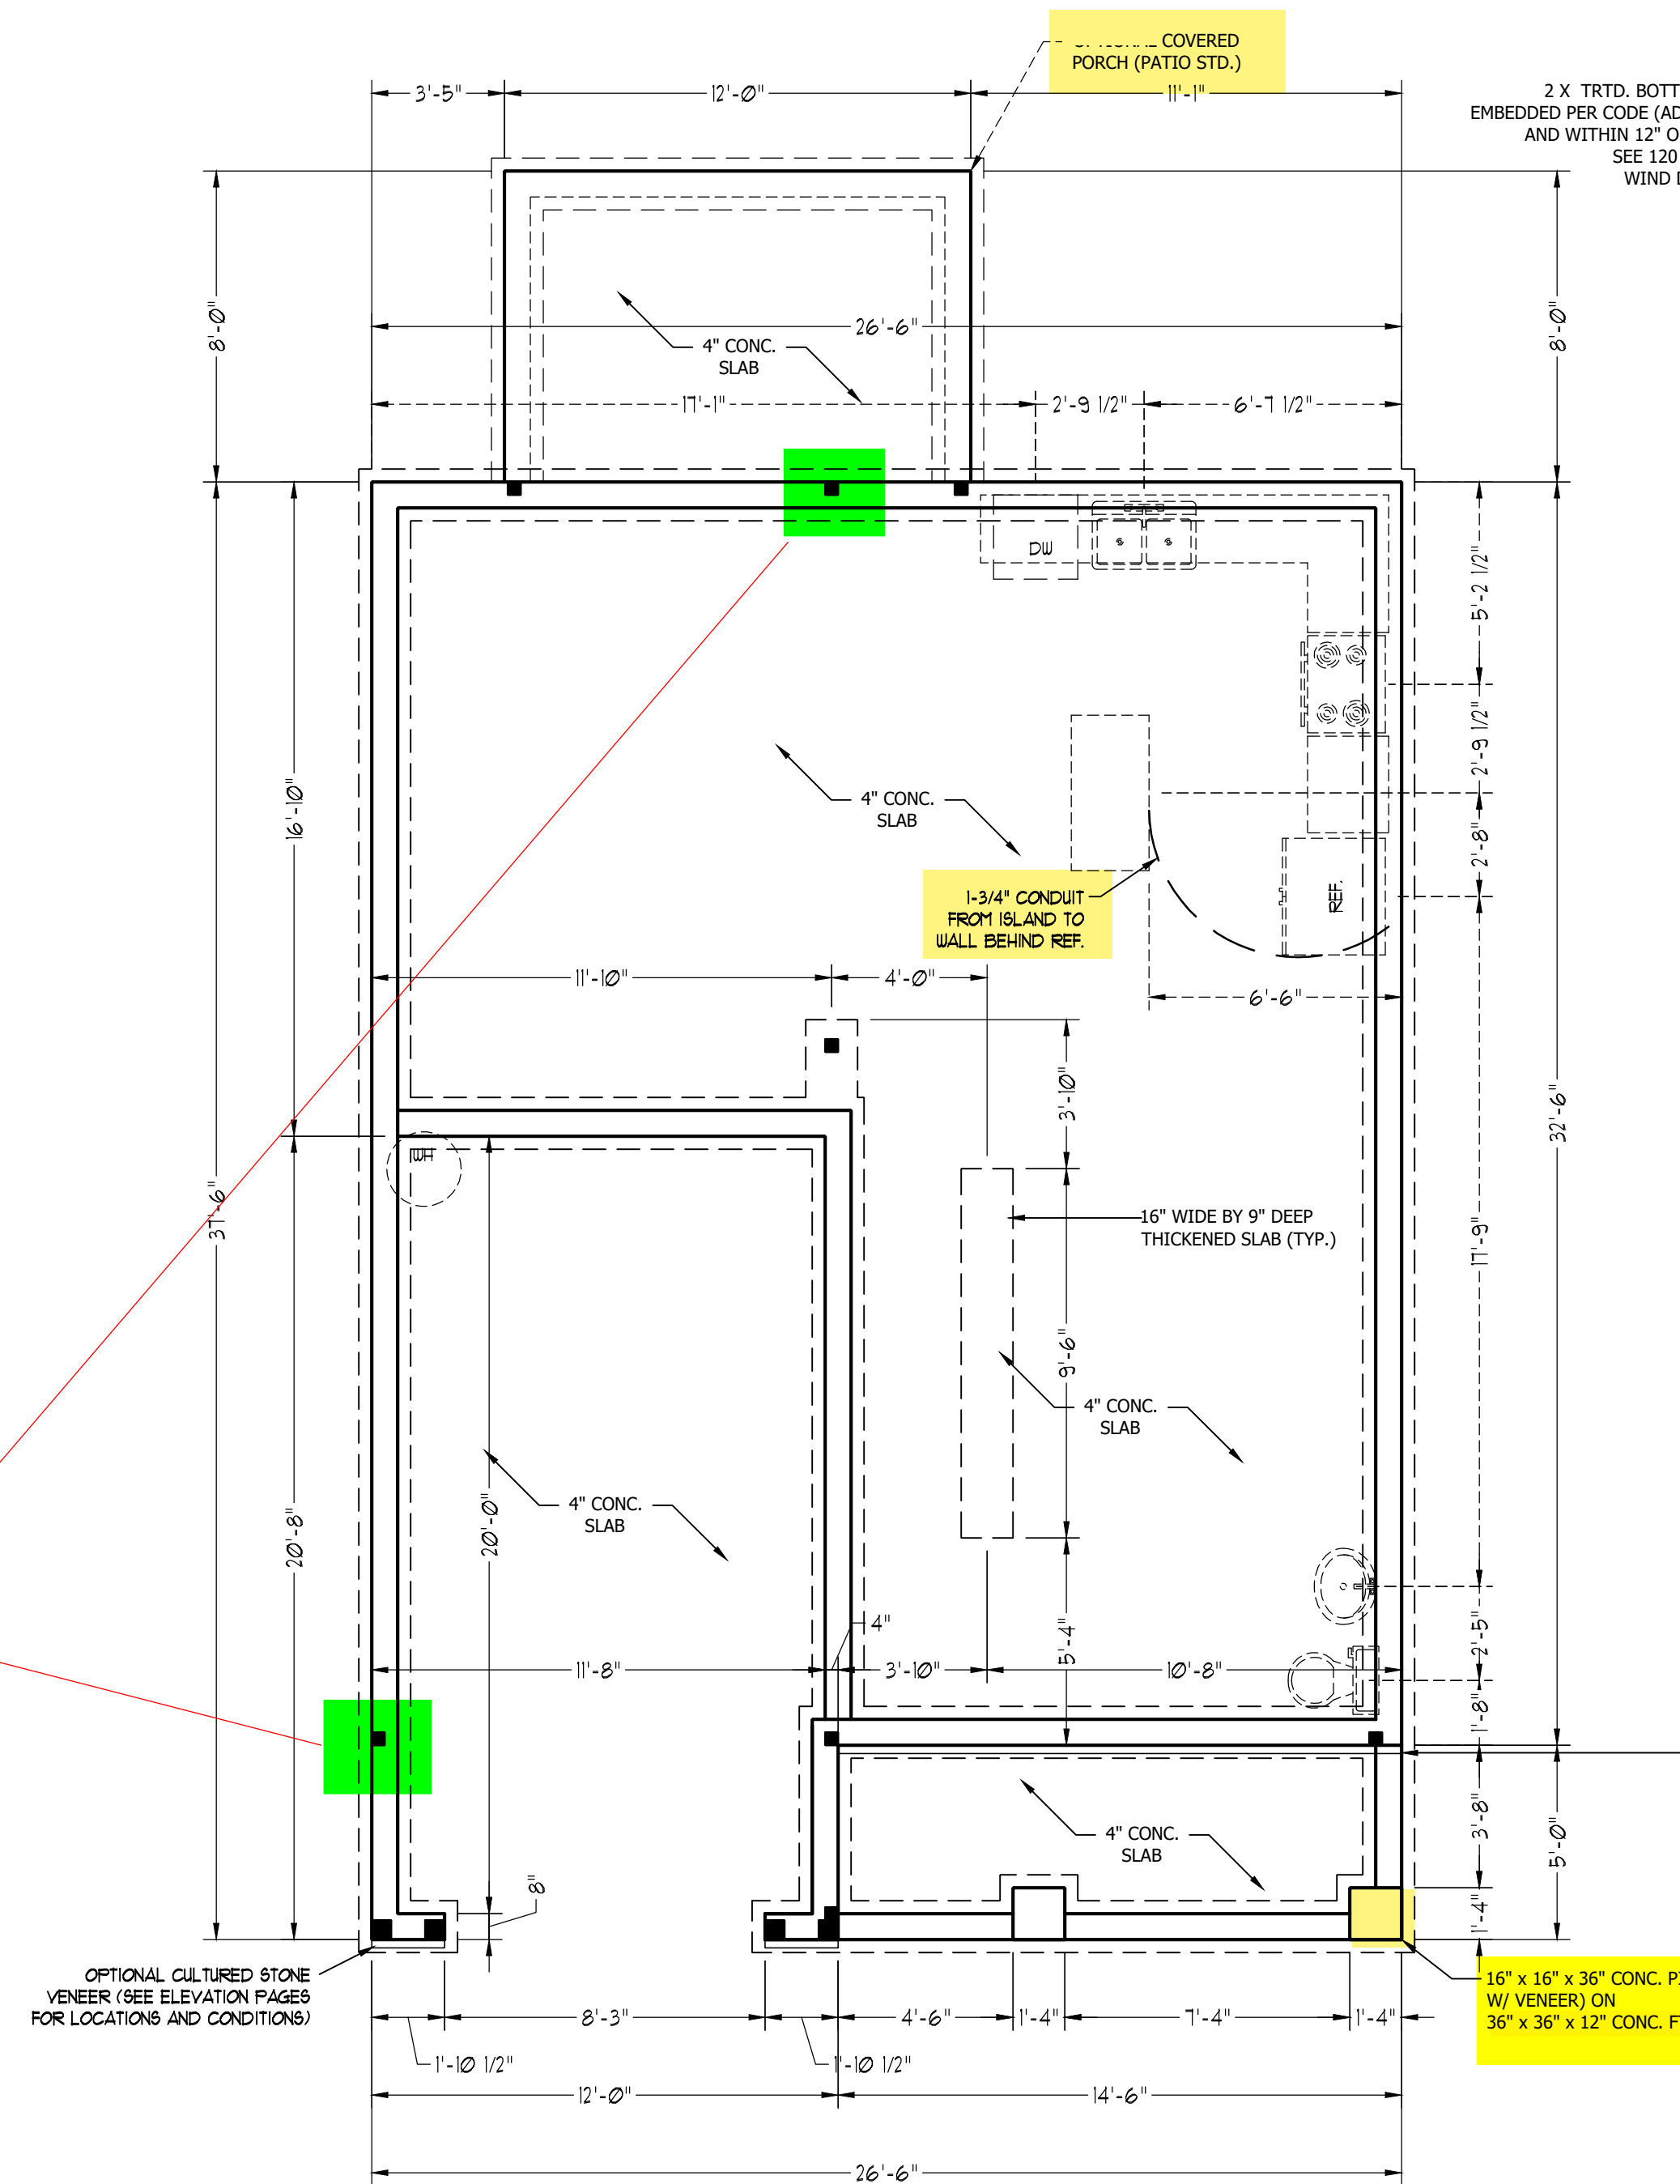 COVERED
PORCH (PATIO STD.)
3'-5"
12'-0"
11'-1"
2 X TRTD. BOTT
EMBEDDED PER CODE (AD
AND WITHIN 12" O
SEE 120
WIND
8'-0"
26'-6"
8'-0"
4" CONC.
SLAB
17'-1"
2'-9 1/2"
6'-7 1/2"
DW
5'-2 1/2"
2'-9 1/2"
16'-10"
4" CONC.
SLAB
2'-8"
REF.
1-3/4" CONDUIT
FROM ISLAND TO
WALL BEHIND REF.
11'-10"
4'-0"
6'-6"
3'-10"
32'-6"
WH
37'-6"
16" WIDE BY 9" DEEP
THICKENED SLAB (TYP.)
17'-9"
9'-6"
4" CONC.
SLAB
4" CONC.
SLAB
20'-8"
20'-0"
4"
5'-4"
2'-5"
11'-8"
3'-10"
10'-8"
1'-8"
4" CONC.
SLAB
3'-8"
5'-0"
8"
1'-4"
OPTIONAL CULTURED STONE
VENEER (SEE ELEVATION PAGES
FOR LOCATIONS AND CONDITIONS)
16" x 16" x 36" CONC.
W/ VENEER) ON
36" x 36" x 12" CONC.
8'-3"
4'-6"
1'-4"
7'-4"
1'-4"
1'-10 1/2"
1'-10 1/2"
12'-0"
14'-6"
26'-6"